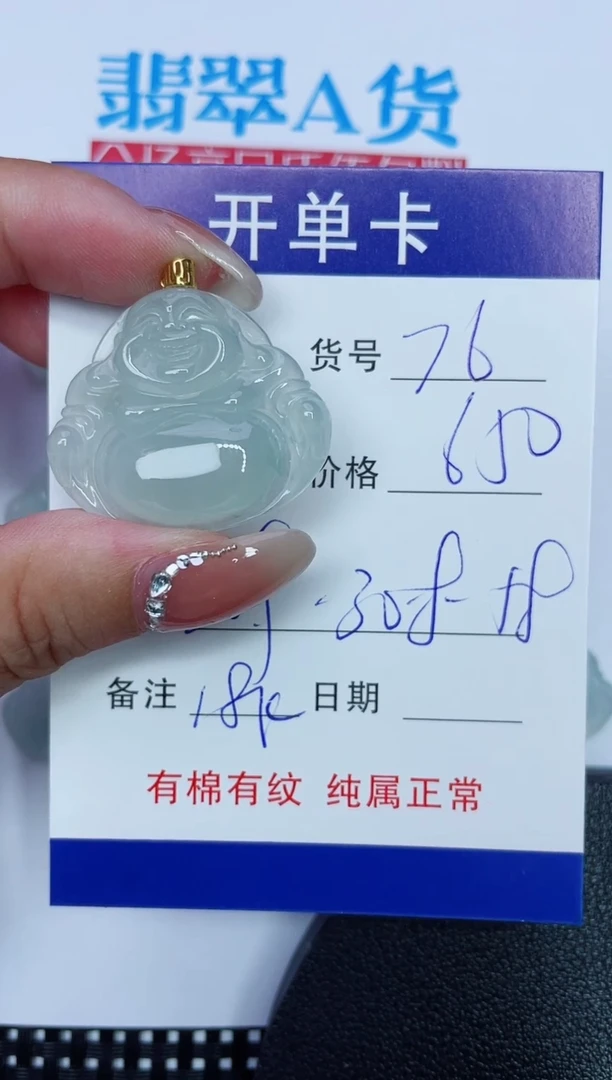 翡翠A货
开单卡
货号 76
价格 650
备注 18k 日期
有棉有纹 纯属正常